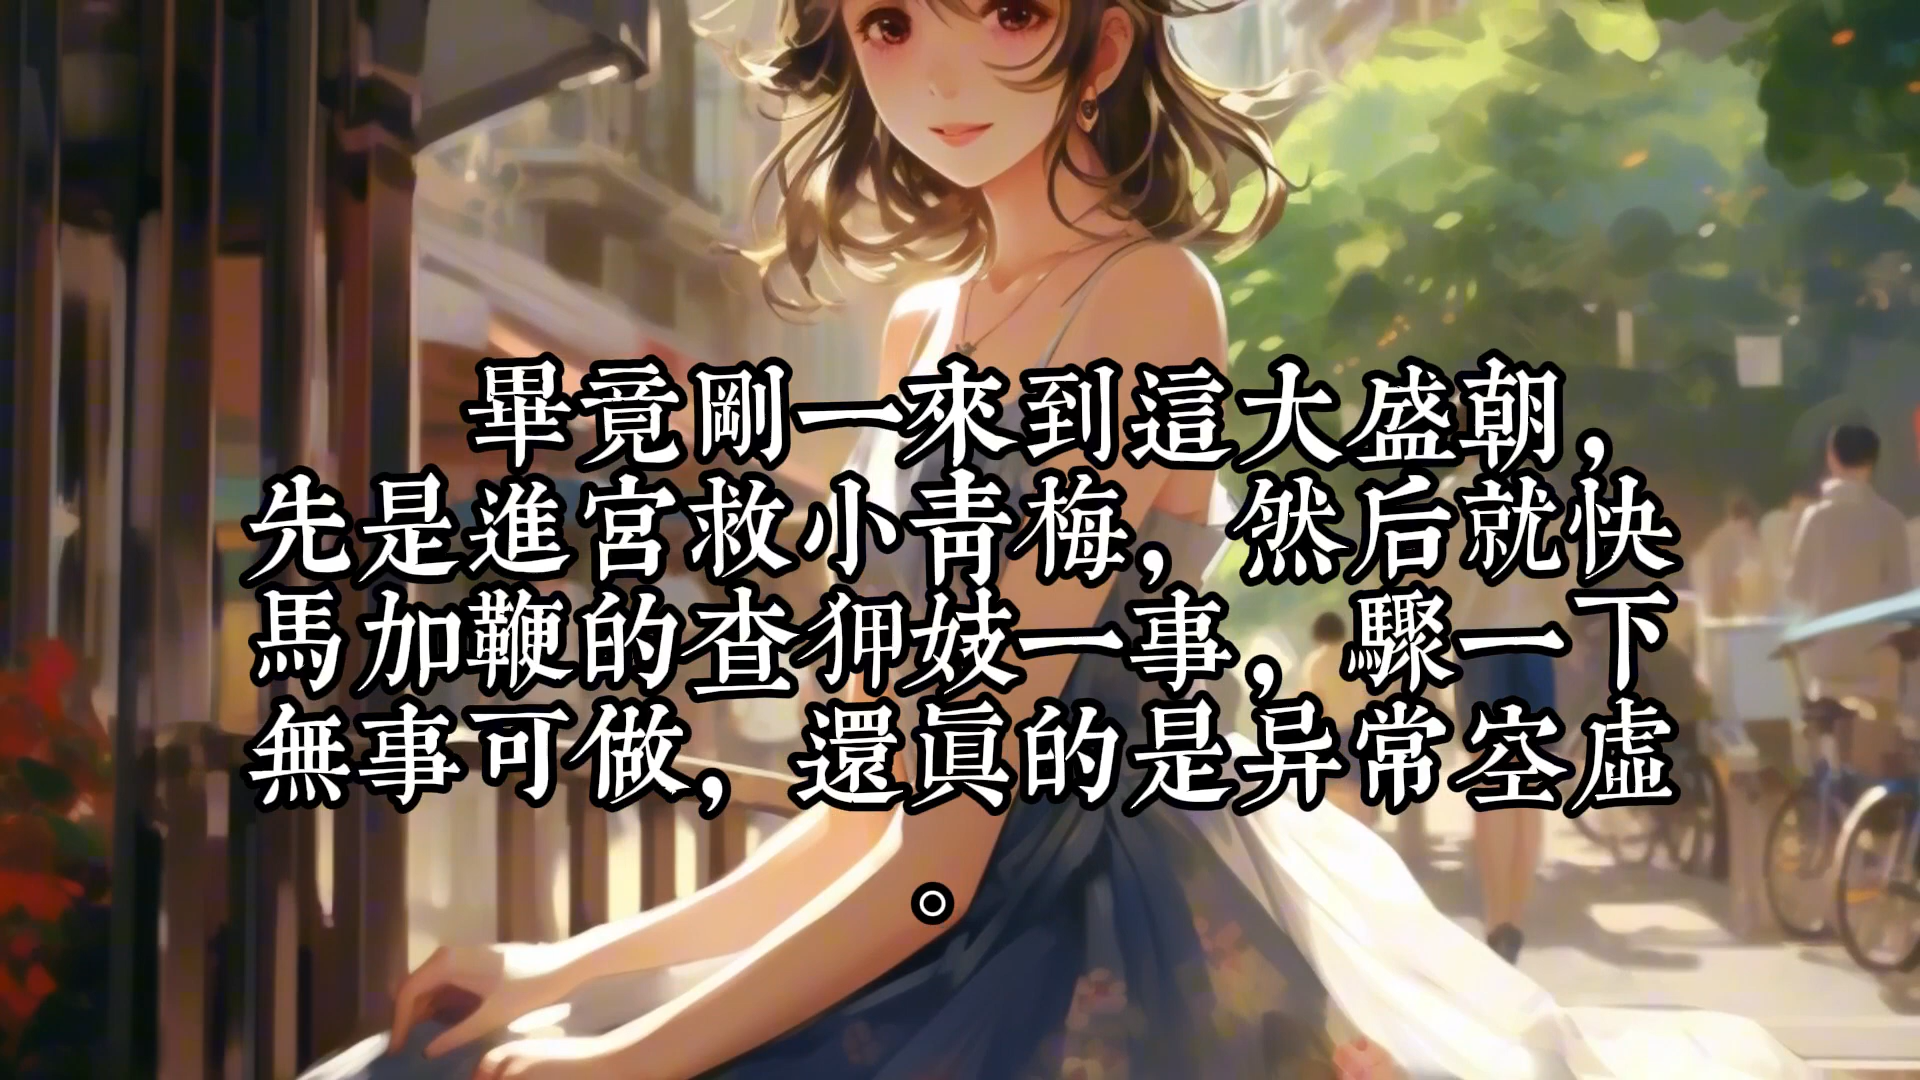 畢竟剛一來到這大盛朝，
先是進宮救小青梅，然后就快
馬加鞭的查狎妓一事，驟一下
無事可做，還真的是异常空虛
。